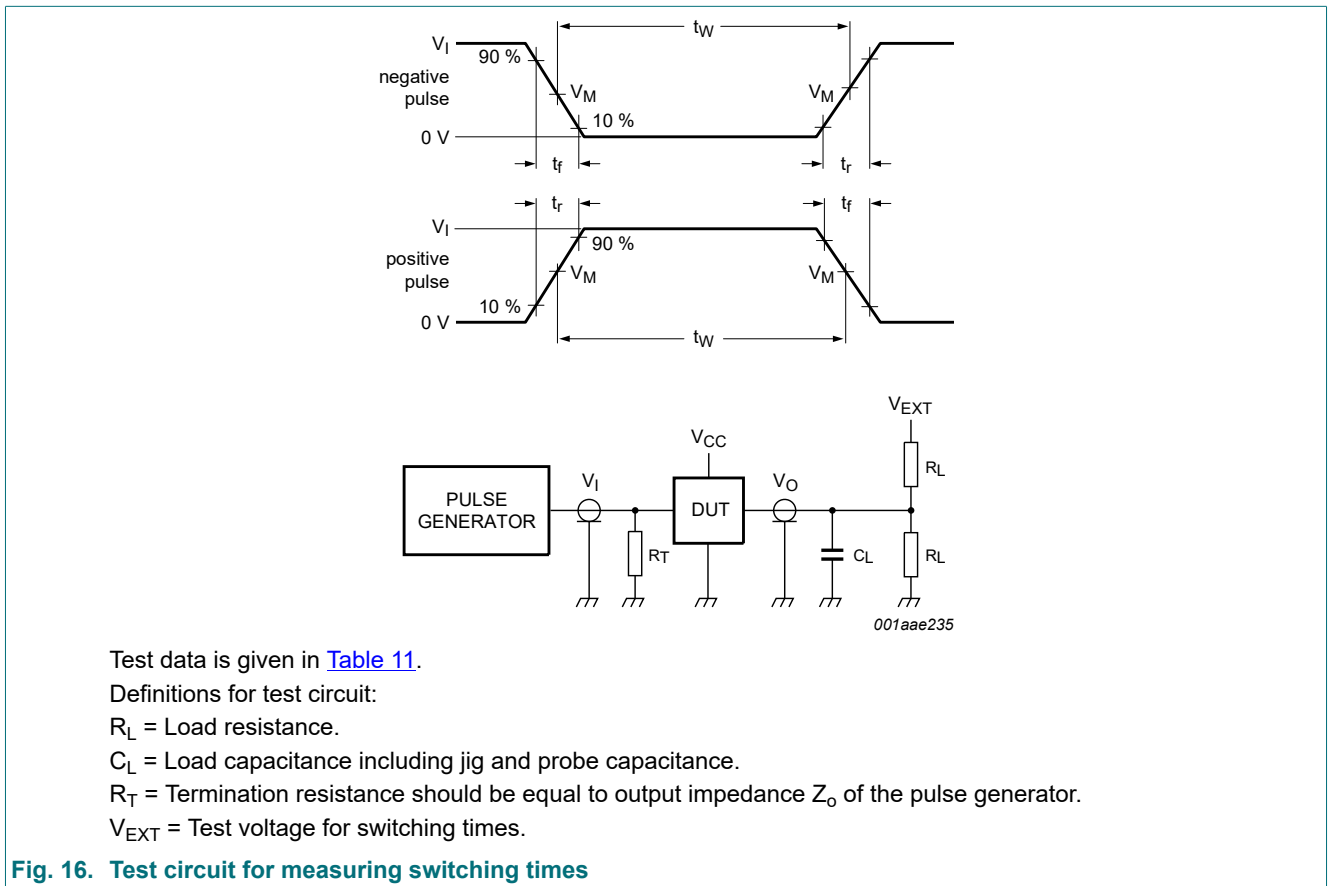 tW
VI
90 %
negative
pulse
VM
VM
10 %
0 V
tf
tr
tr
tf
VI
90 %
positive
pulse
VM
VM
10 %
0 V
tW
VEXT
VCC
RL
PULSE
GENERATOR
VI
DUT
VO
RT
CL
RL
001aae235
Test data is given in Table 11.
Definitions for test circuit:
RL = Load resistance.
CL = Load capacitance including jig and probe capacitance.
RT = Termination resistance should be equal to output impedance Zo of the pulse generator.
VEXT = Test voltage for switching times.
Fig. 16. Test circuit for measuring switching times